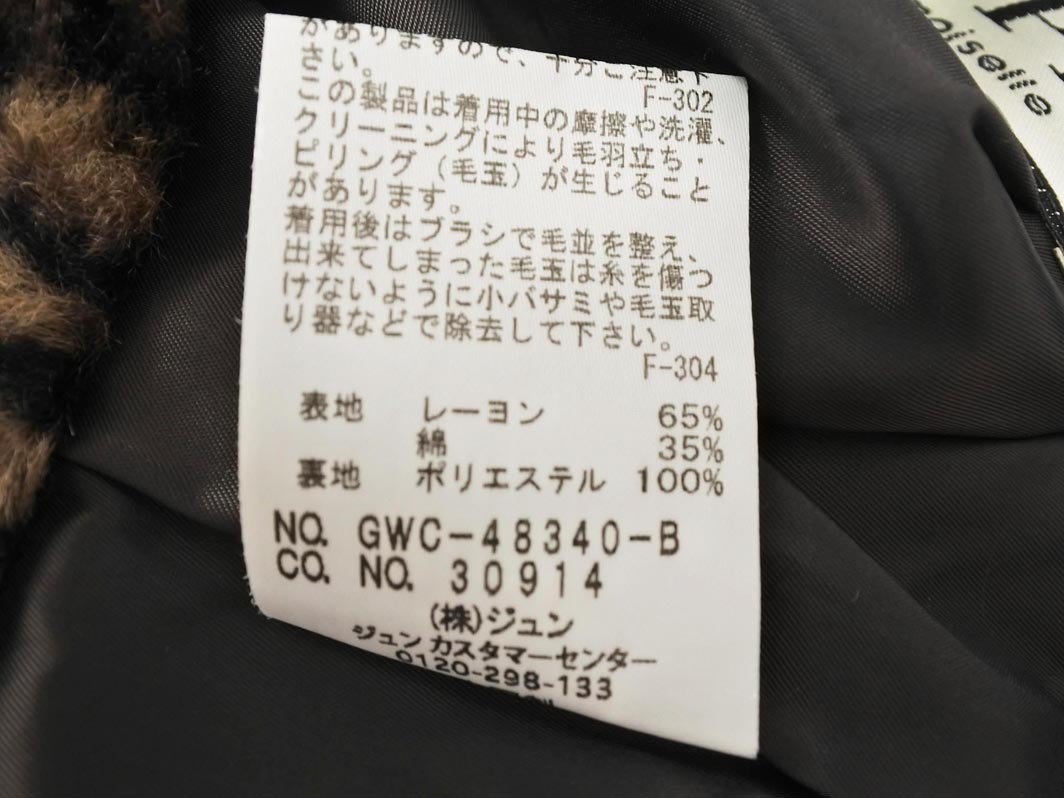 がありますので、十分ご注意下
さい。
F-302
この製品は着用中の摩擦や洗濯、
クリーニングにより毛羽立ち・
ピリング（毛玉）が生じること
があります。
着用後はブラシで毛並を整え、
出来てしまった毛玉は糸を傷つ
けないように小バサミや毛玉取
り器などで除去して下さい。
F-304
表地 レーヨン 65%
綿 35%
裏地 ポリエステル 100%
NO. GWC-48340-B
CO. NO. 30914
(株)ジュン
ジュン カスタマーセンター
0120-298-133